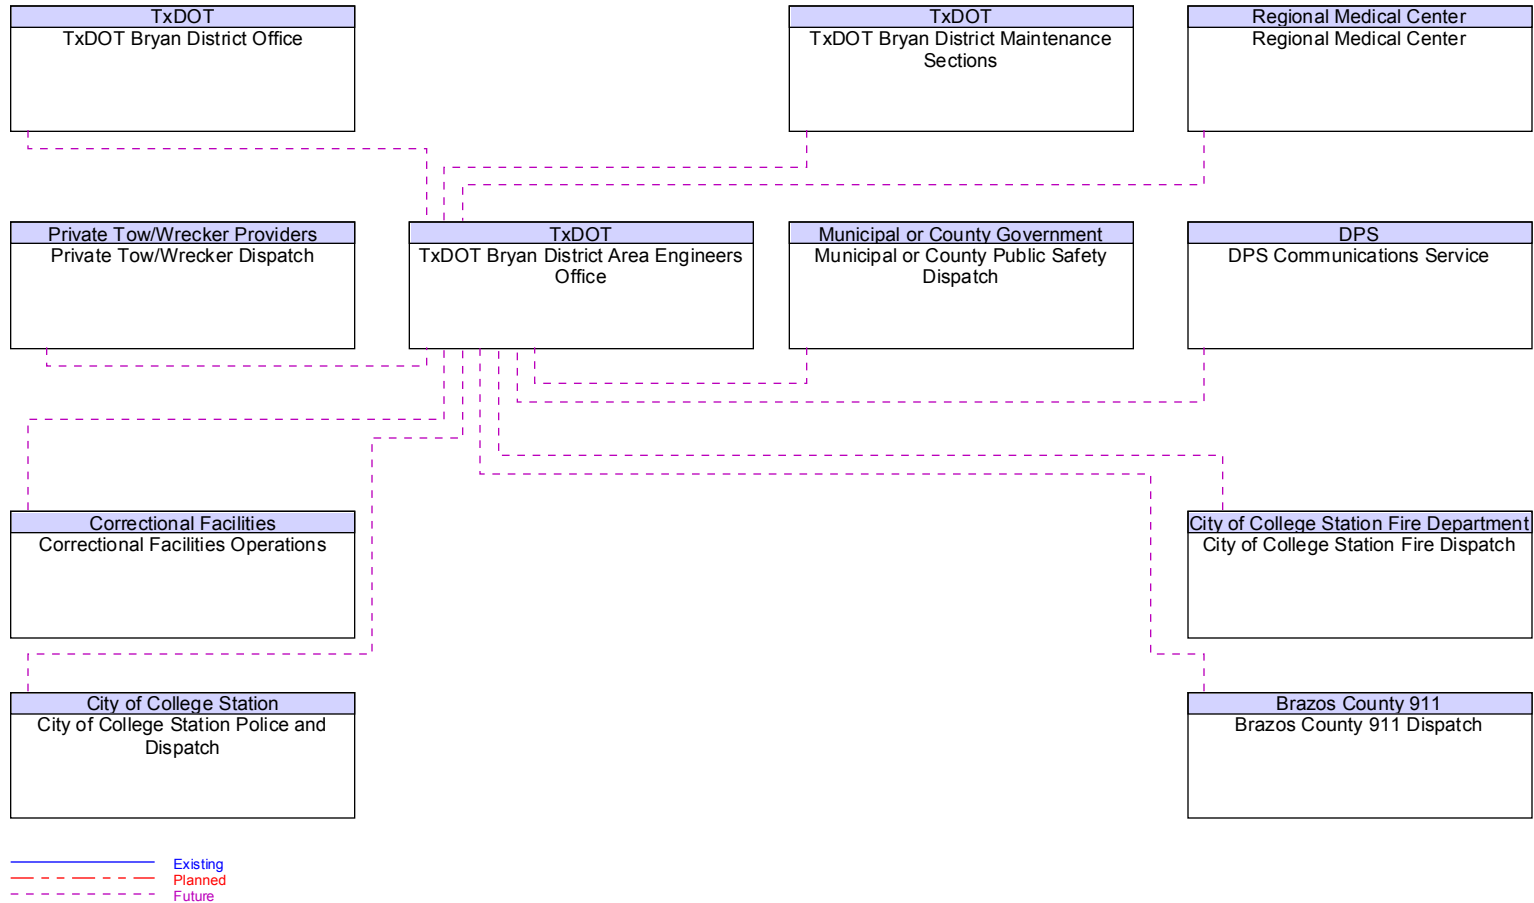 TxDOT
TxDOT Bryan District Office
TxDOT
TxDOT Bryan District Maintenance
Sections
Regional Medical Center
Regional Medical Center
Private Tow/Wrecker Providers
Private Tow/Wrecker Dispatch
TxDOT
TxDOT Bryan District Area Engineers
Office
Municipal or County Government
Municipal or County Public Safety
Dispatch
DPS
DPS Communications Service
Correctional Facilities
Correctional Facilities Operations
City of College Station Fire Department
City of College Station Fire Dispatch
City of College Station
City of College Station Police and
Dispatch
Brazos County 911
Brazos County 911 Dispatch
Existing
Planned
Future